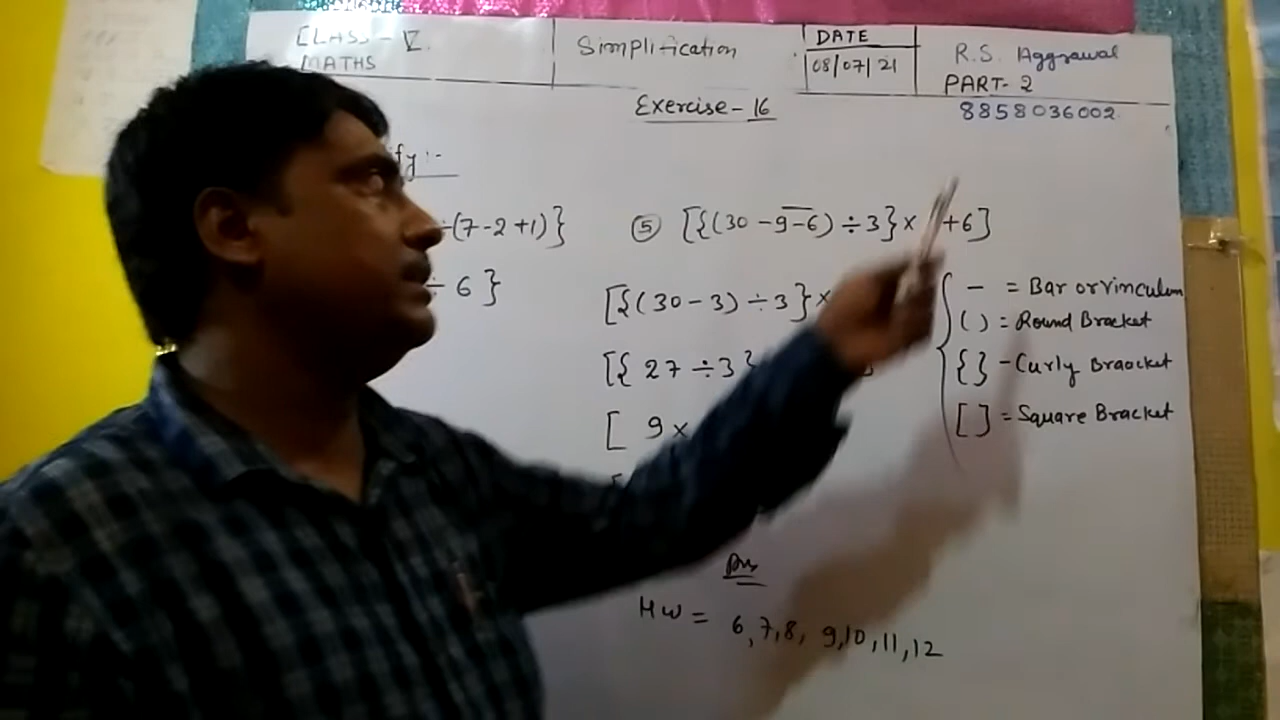 CLASS - V
MATHS
Simplification
DATE
08/07/21
R.S. Aggrawal
PART- 2
8858036002
Exercise - 16
fy :-
÷(7-2+1)}
÷ 6 }
⑤ [{(30 - 9̅-̅6̅) ÷ 3} × +6]
[{(30 - 3) ÷ 3} ×
[{ 27 ÷ 3}
[ 9 ×
[
Ans
HW = 6, 7, 8, 9, 10, 11, 12
— = Bar or Vinculum
( ) = Round Bracket
{ } - Curly Braocket
[ ] = Square Bracket